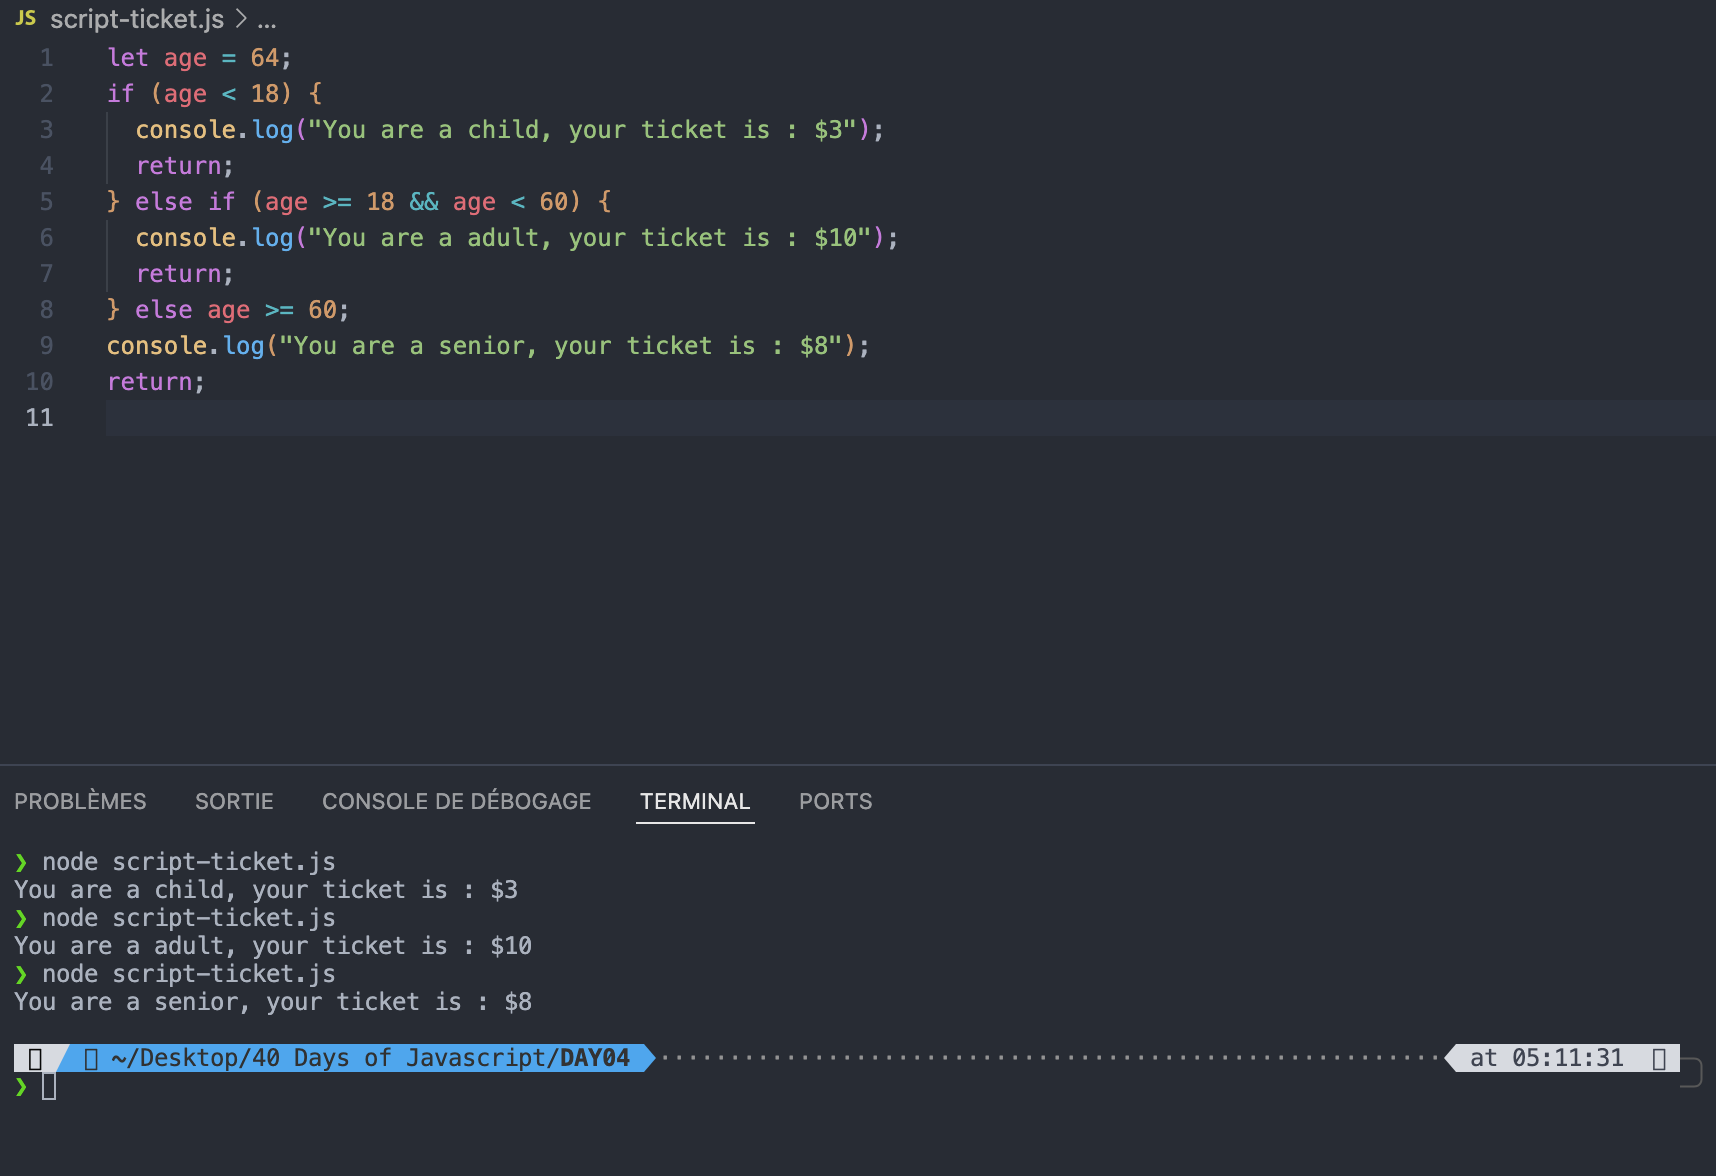 JS script-ticket.js > ...
1 let age = 64;
2 if (age < 18) {
3 console.log("You are a child, your ticket is : $3");
4 return;
5 } else if (age >= 18 && age < 60) {
6 console.log("You are a adult, your ticket is : $10");
7 return;
8 } else age >= 60;
9 console.log("You are a senior, your ticket is : $8");
10 return;
11
PROBLÈMES SORTIE CONSOLE DE DÉBOGAGE TERMINAL PORTS
❯ node script-ticket.js
You are a child, your ticket is : $3
❯ node script-ticket.js
You are a adult, your ticket is : $10
❯ node script-ticket.js
You are a senior, your ticket is : $8
~/Desktop/40 Days of Javascript/DAY04 at 05:11:31
❯